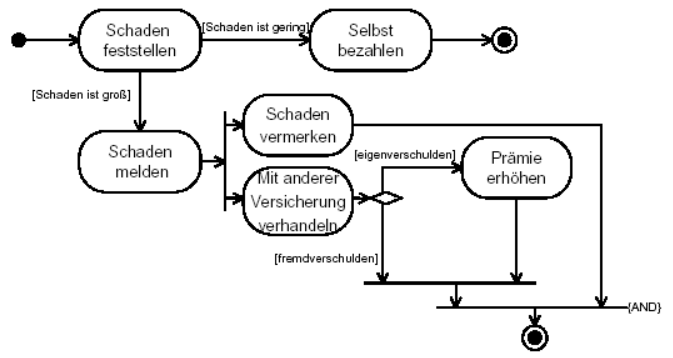 Schaden
feststellen
[Schaden ist gering]
Selbst
bezahlen
[Schaden ist groß]
Schaden
melden
Schaden
vermerken
[eigenverschulden]
Prämie
erhöhen
Mit anderer
Versicherung
verhandeln
[fremdverschulden]
{AND}